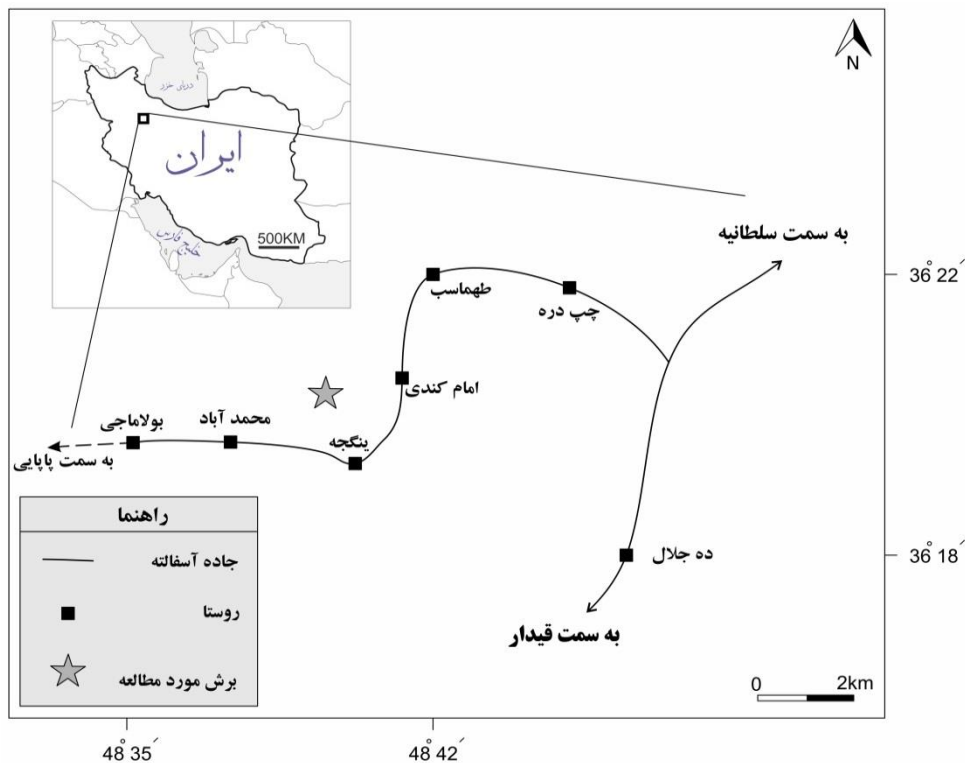 دریای خزر
ایران
خلیج فارس
500KM
N
به سمت سلطانیه
36° 22′
طهماسب
چپ دره
امام کندی
محمد آباد
بولاماجی
ینگجه
به سمت پاپایی
راهنما
جاده آسفالته
روستا
برش مورد مطالعه
ده جلال
36° 18′
به سمت قیدار
0 2km
48° 35′
48° 42′